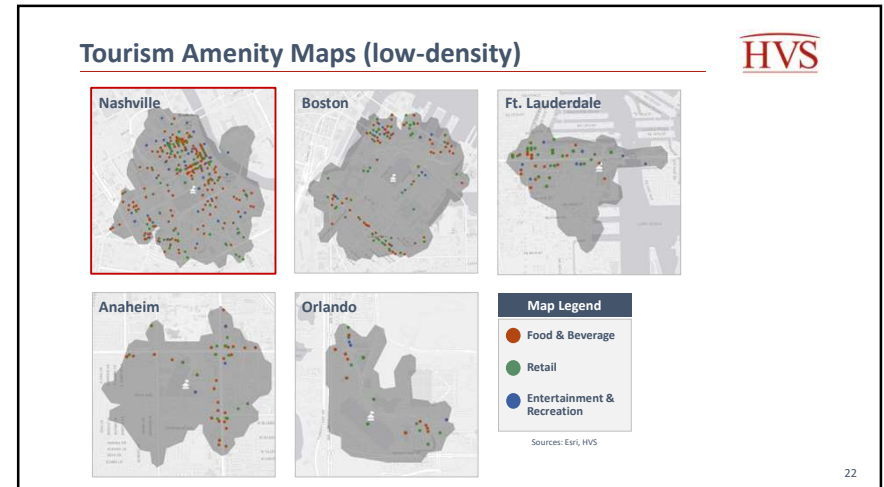 Tourism Amenity Maps (low-density)
HVS
Nashville
Boston
Ft. Lauderdale
Anaheim
Orlando
Map Legend
Food & Beverage
Retail
Entertainment &
Recreation
Sources: Esri, HVS
22